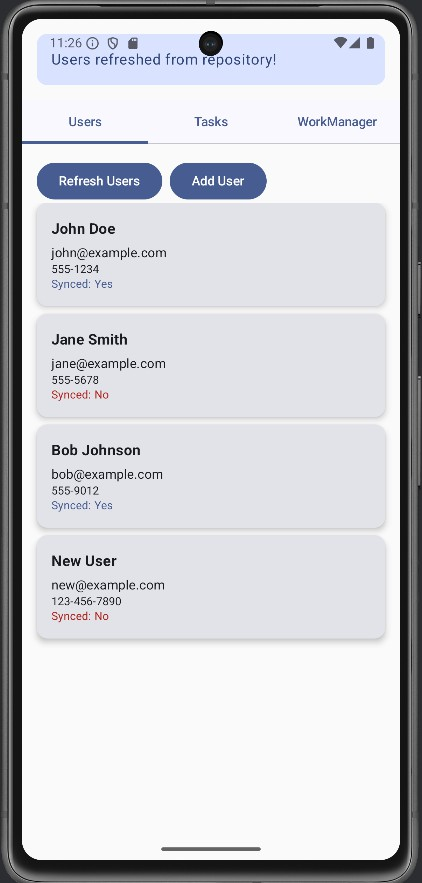 11:26
Users refreshed from repository!
Users Tasks WorkManager
Refresh Users Add User
John Doe
john@example.com
555-1234
Synced: Yes
Jane Smith
jane@example.com
555-5678
Synced: No
Bob Johnson
bob@example.com
555-9012
Synced: Yes
New User
new@example.com
123-456-7890
Synced: No